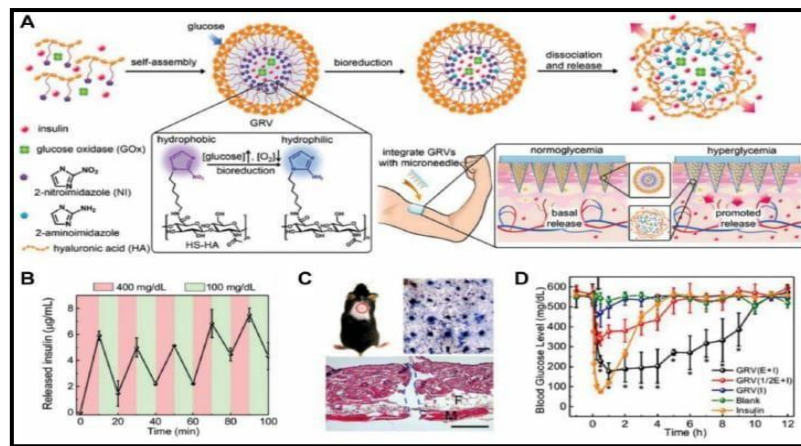 A
glucose
self-assembly
bioreduction
dissociation and release
GRV
insulin
glucose oxidase (GOx)
NO₂
2-nitroimidazole (NI)
NH₂
2-aminoimidazole
hyaluronic acid (HA)
hydrophobic
hydrophilic
[glucose]↑, [O₂]↓
bioreduction
HS-HA
integrate GRVs with microneedle
normoglycemia
hyperglycemia
basal release
promoted release
B
400 mg/dL
100 mg/dL
Released insulin (µg/mL)
8
6
4
2
0
0 20 40 60 80 100
Time (min)
C
F
M
D
Blood Glucose Level (mg/dL)
600
500
400
300
200
100
0
0 2 4 6 8 10 12
Time (h)
GRV(E+I)
GRV(1/2E+I)
GRV(I)
Blank
Insulin